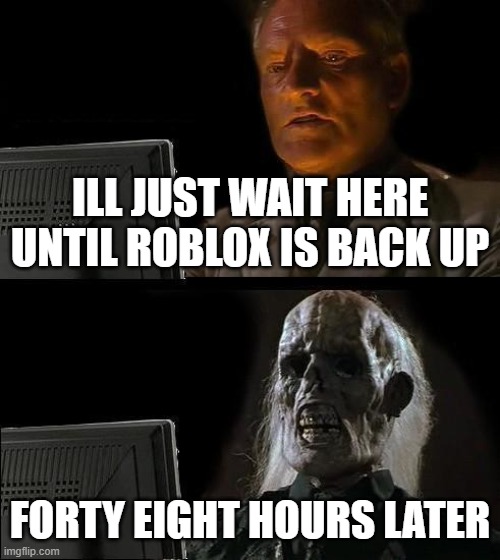 ILL JUST WAIT HERE
UNTIL ROBLOX IS BACK UP
FORTY EIGHT HOURS LATER
imgflip.com